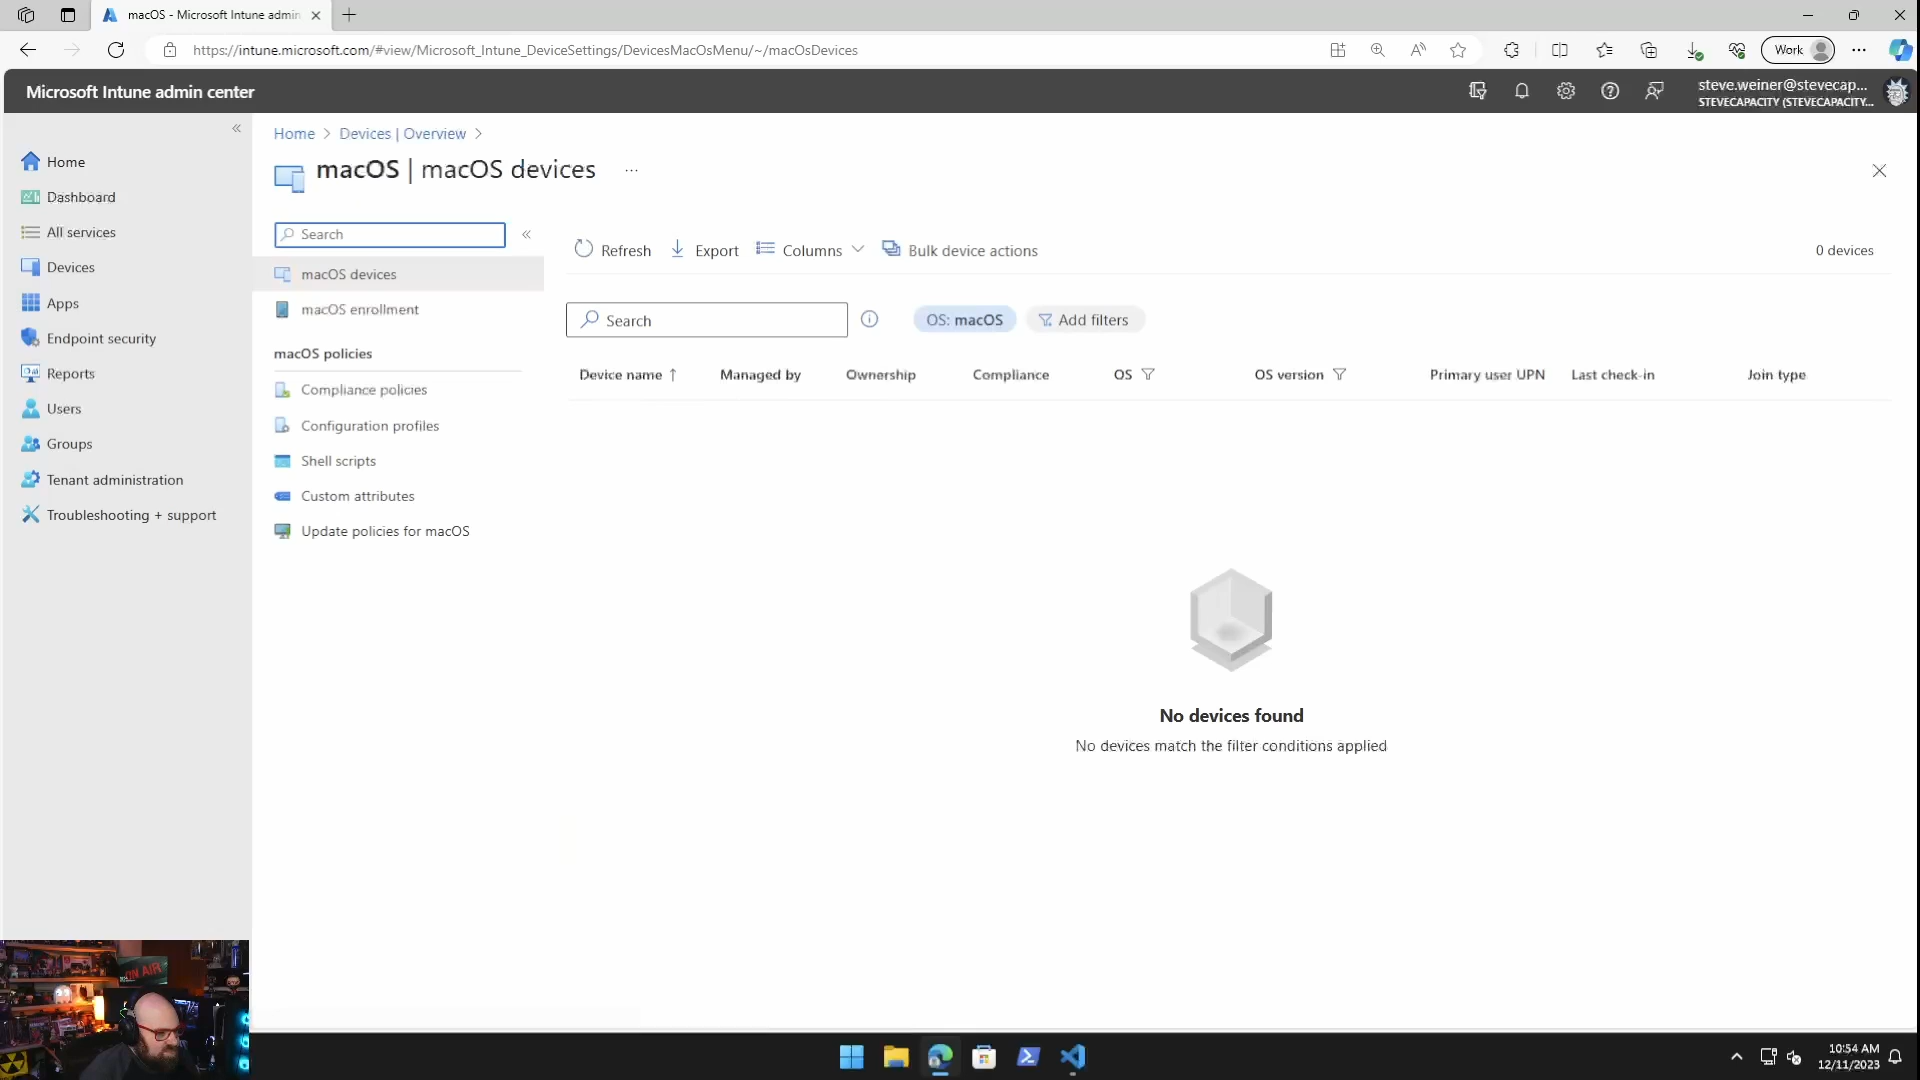 macOS - Microsoft Intune admin
https://intune.microsoft.com/#view/Microsoft_Intune_DeviceSettings/DevicesMacOsMenu/~/macOsDevices
Work
Microsoft Intune admin center
steve.weiner@stevecap...
STEVECAPACITY (STEVECAPACITY...
Home
Dashboard
All services
Devices
Apps
Endpoint security
Reports
Users
Groups
Tenant administration
Troubleshooting + support
Home > Devices | Overview >
macOS | macOS devices
Search
macOS devices
macOS enrollment
macOS policies
Compliance policies
Configuration profiles
Shell scripts
Custom attributes
Update policies for macOS
Refresh Export Columns Bulk device actions 0 devices
Search OS: macOS Add filters
Device name ↑ Managed by Ownership Compliance OS OS version Primary user UPN Last check-in Join type
No devices found
No devices match the filter conditions applied
ON AIR
10:54 AM
12/11/2023